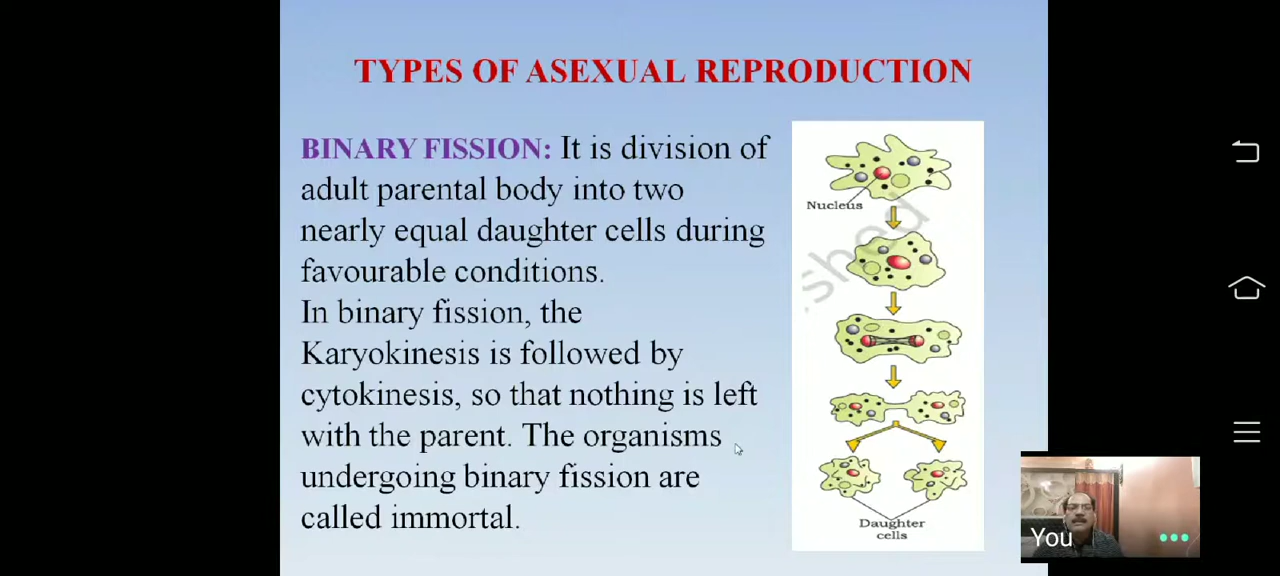 TYPES OF ASEXUAL REPRODUCTION
BINARY FISSION: It is division of
adult parental body into two
nearly equal daughter cells during
favourable conditions.
In binary fission, the
Karyokinesis is followed by
cytokinesis, so that nothing is left
with the parent. The organisms
undergoing binary fission are
called immortal.
Nucleus
shed
Daughter
cells
You